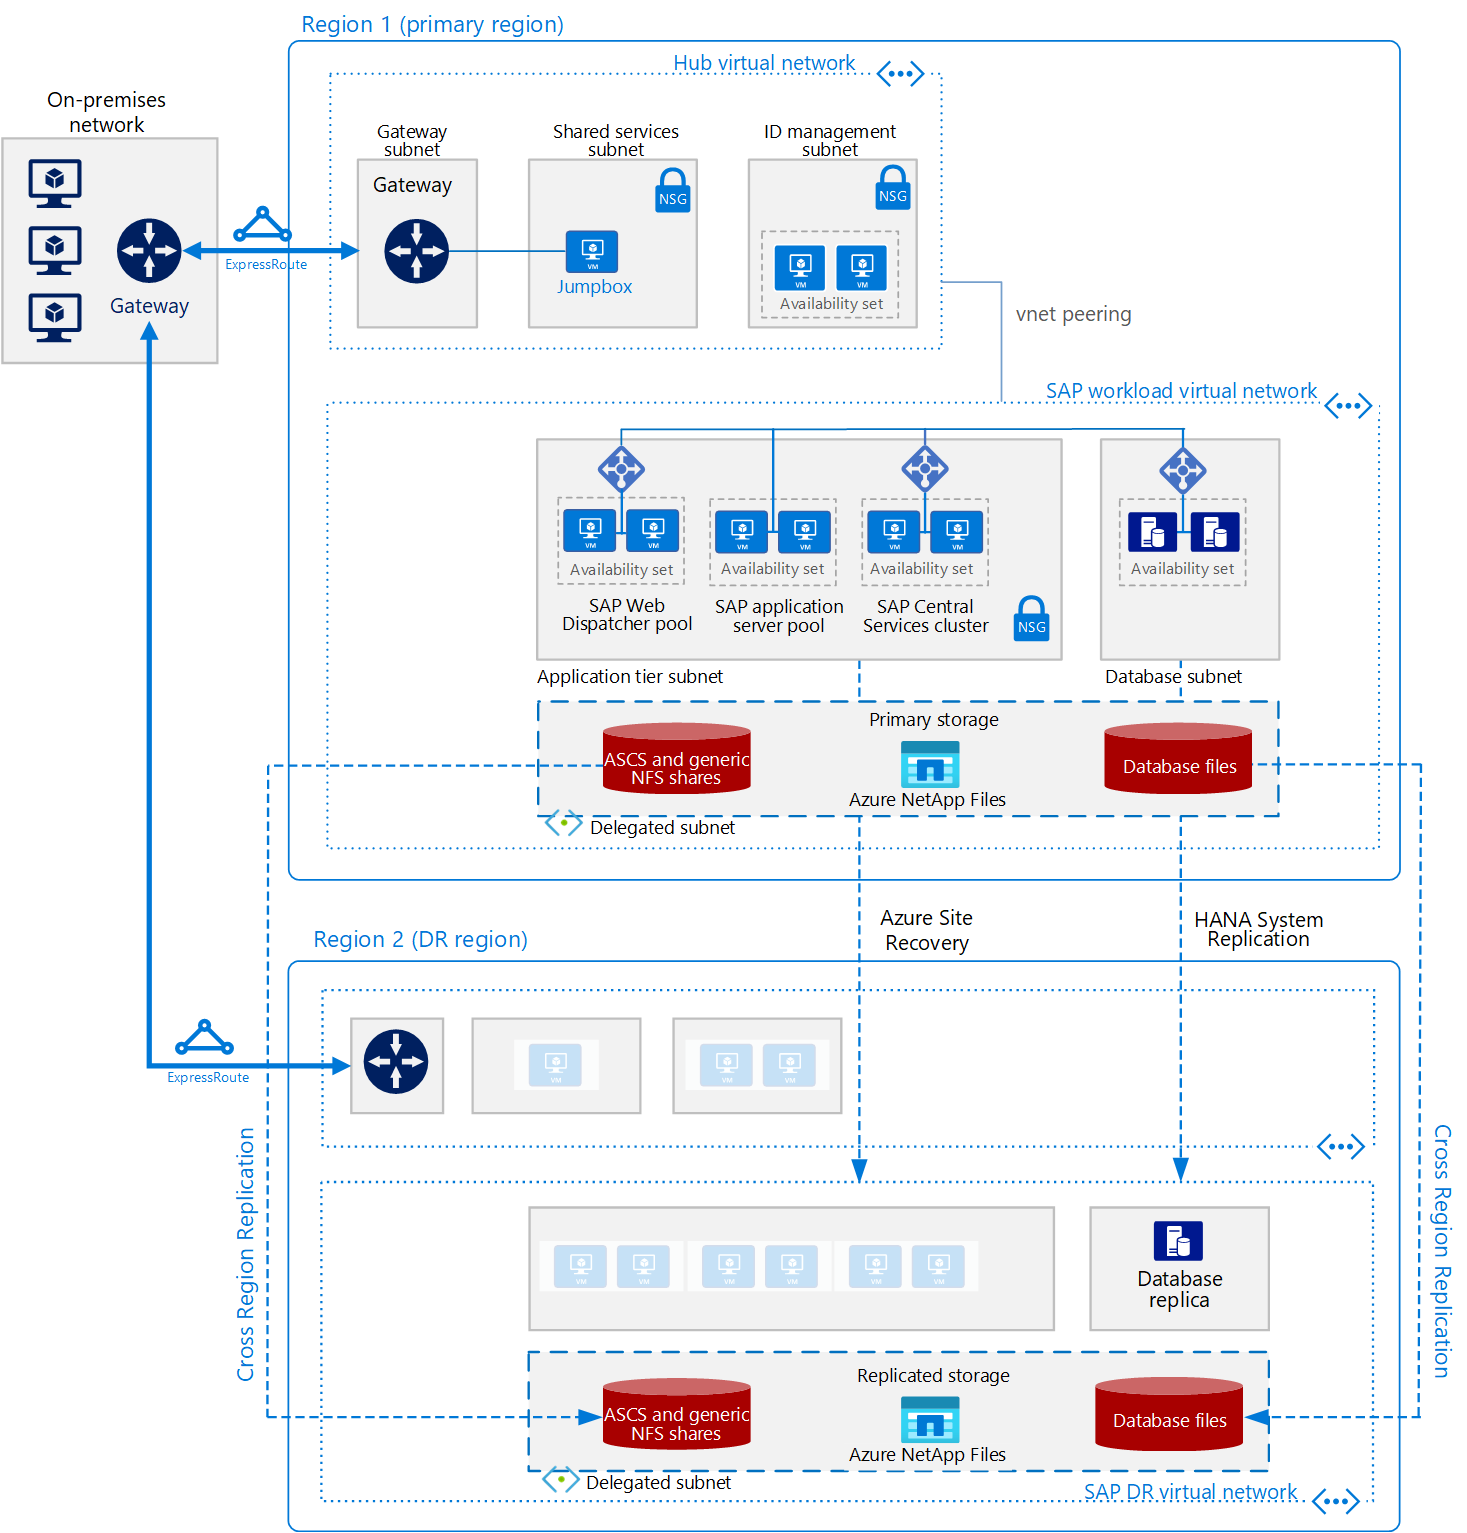 Region 1 (primary region)
Hub virtual network
On-premises
network
Gateway
subnet
Shared services
subnet
ID management
subnet
Gateway
NSG
NSG
ExpressRoute
VM
Jumpbox
VM
VM
Availability set
Gateway
vnet peering
SAP workload virtual network
VM
VM
Availability set
VM
VM
Availability set
VM
VM
Availability set
Availability set
SAP Web
Dispatcher pool
SAP application
server pool
SAP Central
Services cluster
NSG
Application tier subnet
Database subnet
Primary storage
ASCS and generic
NFS shares
Azure NetApp Files
Database files
Delegated subnet
Azure Site
Recovery
HANA System
Replication
Region 2 (DR region)
VM
VM
VM
ExpressRoute
Cross Region Replication
Cross Region Replication
VM
VM
VM
VM
VM
VM
Database
replica
Replicated storage
ASCS and generic
NFS shares
Azure NetApp Files
Database files
Delegated subnet
SAP DR virtual network